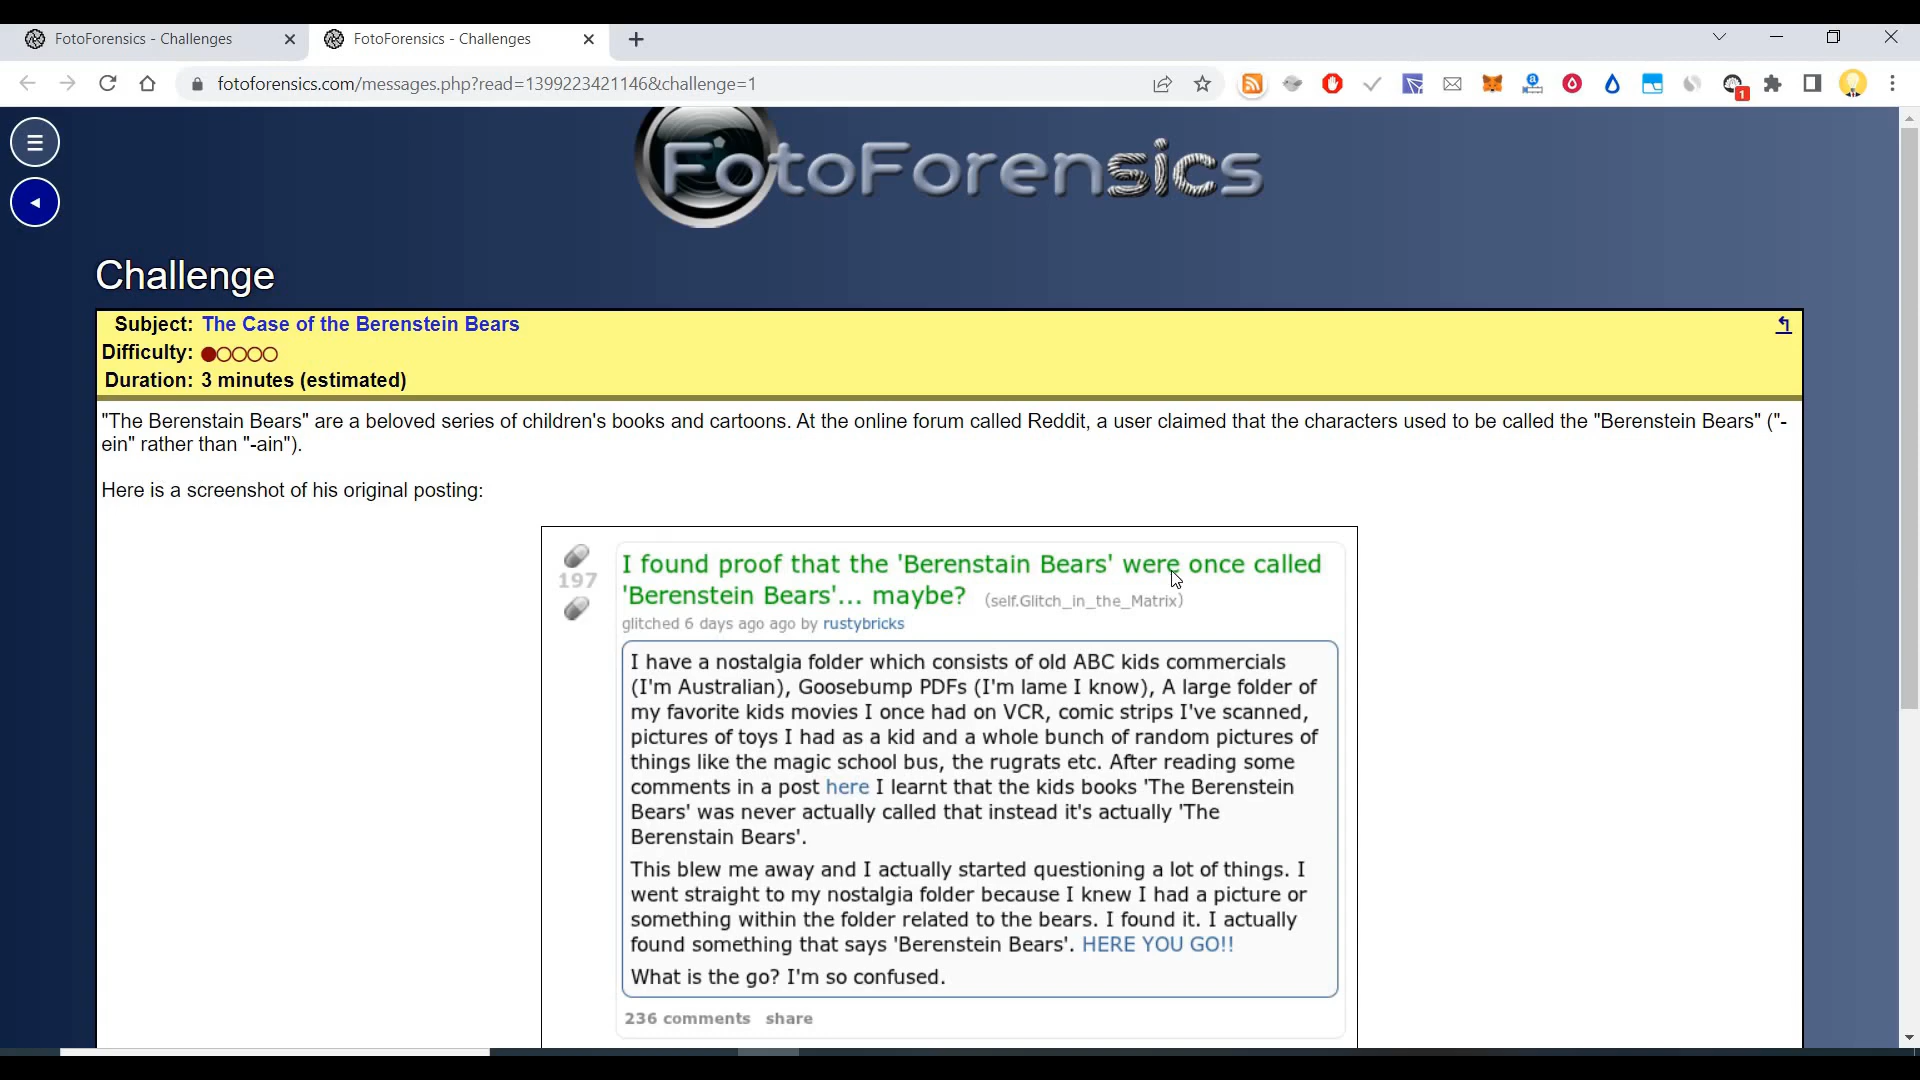 FotoForensics - Challenges
FotoForensics - Challenges
fotoforensics.com/messages.php?read=1399223421146&challenge=1
1
FotoForensics
Challenge
Subject: The Case of the Berenstein Bears
Difficulty:
Duration: 3 minutes (estimated)
"The Berenstain Bears" are a beloved series of children's books and cartoons. At the online forum called Reddit, a user claimed that the characters used to be called the "Berenstein Bears" ("-
ein" rather than "-ain").
Here is a screenshot of his original posting:
197
I found proof that the 'Berenstain Bears' were once called
'Berenstein Bears'... maybe? (self.Glitch_in_the_Matrix)
glitched 6 days ago ago by rustybricks
I have a nostalgia folder which consists of old ABC kids commercials
(I'm Australian), Goosebump PDFs (I'm lame I know), A large folder of
my favorite kids movies I once had on VCR, comic strips I've scanned,
pictures of toys I had as a kid and a whole bunch of random pictures of
things like the magic school bus, the rugrats etc. After reading some
comments in a post here I learnt that the kids books 'The Berenstein
Bears' was never actually called that instead it's actually 'The
Berenstain Bears'.
This blew me away and I actually started questioning a lot of things. I
went straight to my nostalgia folder because I knew I had a picture or
something within the folder related to the bears. I found it. I actually
found something that says 'Berenstein Bears'. HERE YOU GO!!
What is the go? I'm so confused.
236 comments share